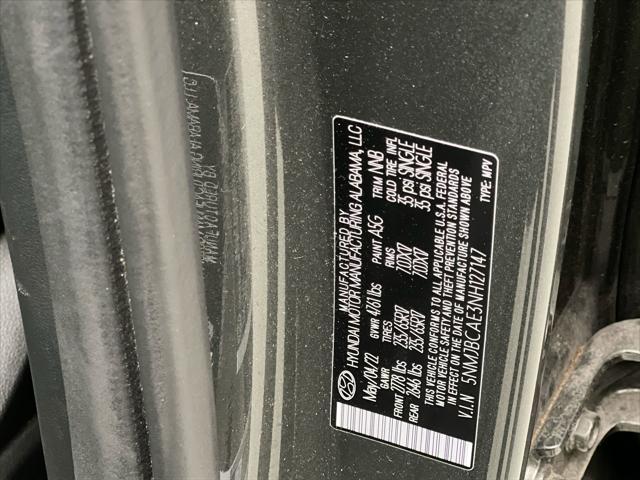 MANUFACTURED BY
HYUNDAI MOTOR MANUFACTURING ALABAMA, LLC
May/04/22 GVWR 4761 lbs PAINT A5G TRIM NNB
GAWR TIRES RIMS COLD TIRE INFL
FRONT 2778 lbs 235/65R17 7.0JX17 35 psi SINGLE
REAR 2646 lbs 235/65R17 7.0JX17 35 psi SINGLE
THIS VEHICLE CONFORMS TO ALL APPLICABLE U.S.A. FEDERAL
MOTOR VEHICLE SAFETY AND THEFT PREVENTION STANDARDS
IN EFFECT ON THE DATE OF MANUFACTURE SHOWN ABOVE
V.I.N 5NMJBCAE3NH127147 TYPE: MPV